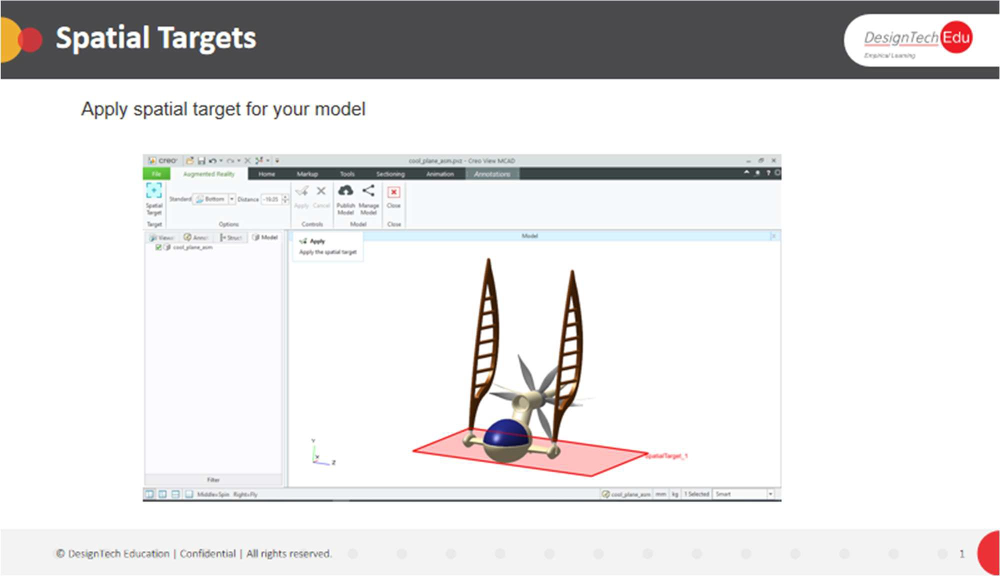 Spatial Targets
DesignTech Edu
Empirical Learning
Apply spatial target for your model
creo
cool_plane_asm.pvz - Creo View MCAD
File Augmented Reality Home Markup Tools Sectioning Animation Annotations
Standard Bottom Distance -19.05
Spatial Target
Apply Cancel
Publish Model
Manage Model
Close
Target Options Controls Model Close
Views Annot Struct Model
Model
cool_plane_asm
Apply
Apply the spatial target
SpatialTarget_1
Y
X
Z
Filter
Middle=Spin Right=Fly
cool_plane_asm mm kg 1 Selected Smart
© DesignTech Education | Confidential | All rights reserved.
1